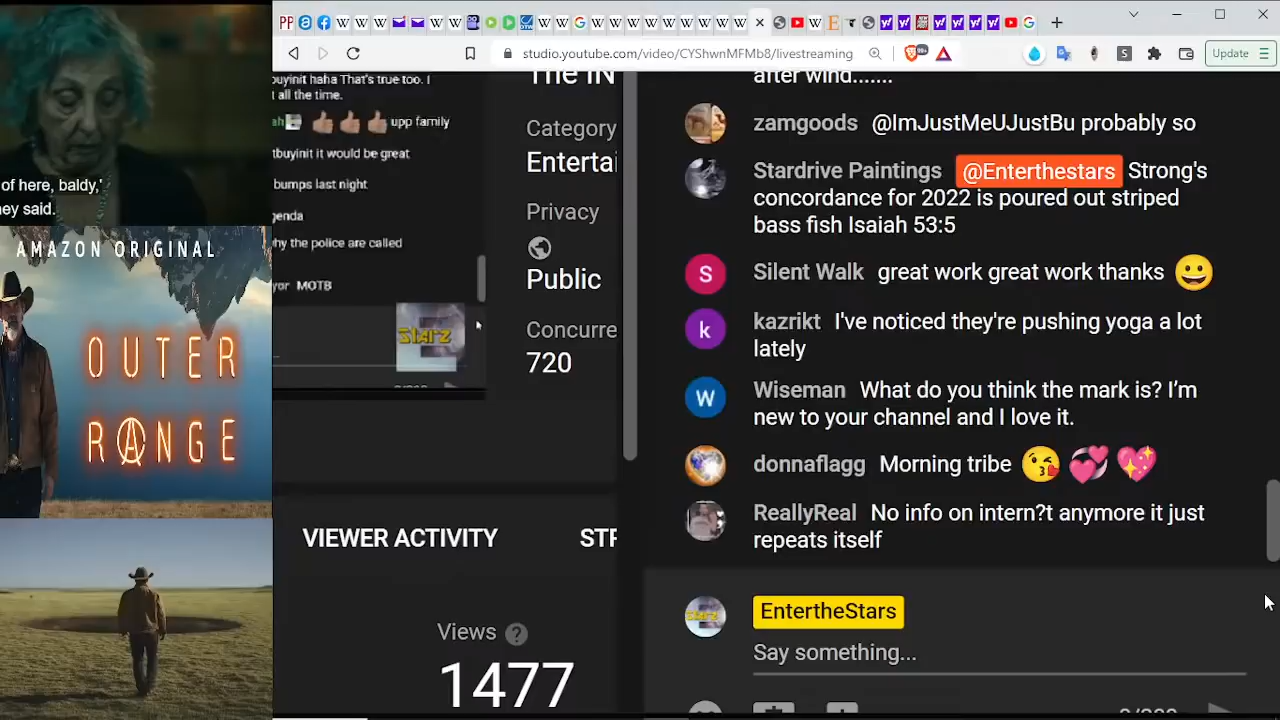 of here, baldy,'
ey said.
AMAZON ORIGINAL
OUTER
RANGE
studio.youtube.com/video/CYShwnMFMb8/livestreaming
Update
buyinit haha That's true too. I
t all the time.
upp family
tbuyinit it would be great
bumps last night
genda
hy the police are called
MOTB
Starz
The IN
Category
Entertai
Privacy
Public
Concurre
720
VIEWER ACTIVITY
STR
Views
1477
after wind.......
zamgoods @ImJustMeUJustBu probably so
Stardrive Paintings @Enterthestars Strong's
concordance for 2022 is poured out striped
bass fish Isaiah 53:5
S
Silent Walk great work great work thanks
k
kazrikt I've noticed they're pushing yoga a lot
lately
W
Wiseman What do you think the mark is? I'm
new to your channel and I love it.
donnaflagg Morning tribe
ReallyReal No info on intern?t anymore it just
repeats itself
EntertheStars
Say something...